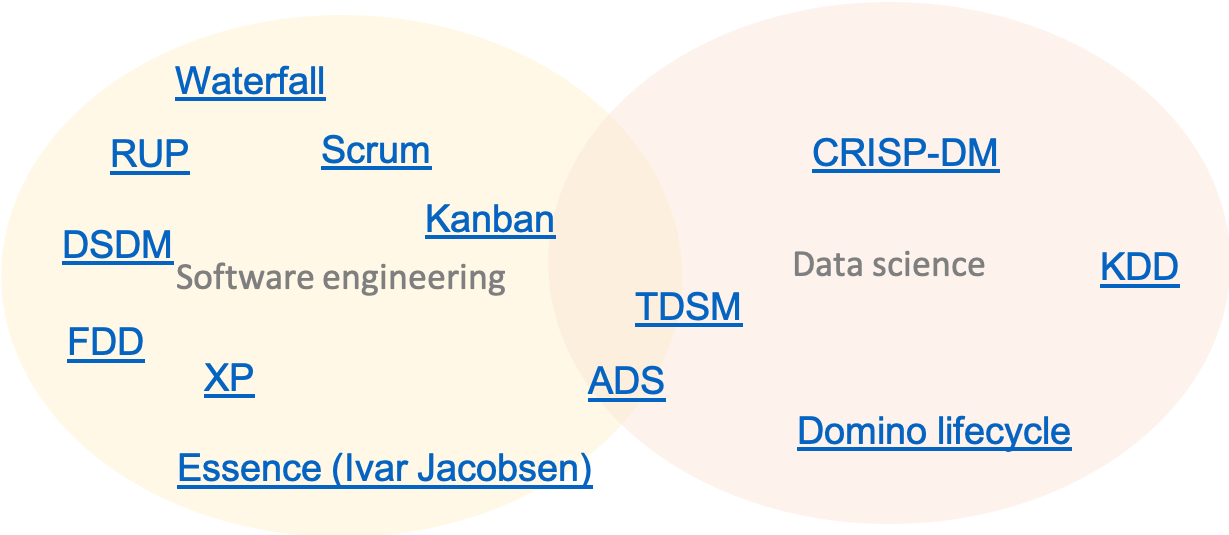 Waterfall
RUP
Scrum
CRISP-DM
Kanban
DSDM
Software engineering
Data science
KDD
TDSM
FDD
XP
ADS
Domino lifecycle
Essence (Ivar Jacobsen)